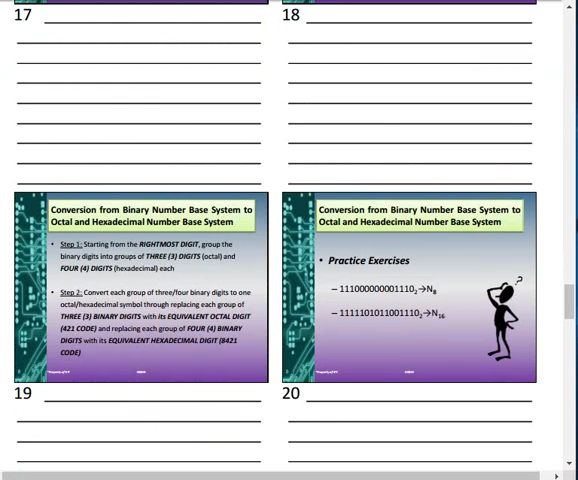 17
18
Conversion from Binary Number Base System to
Octal and Hexadecimal Number Base System
• Step 1: Starting from the RIGHTMOST DIGIT, group the
binary digits into groups of THREE (3) DIGITS (octal) and
FOUR (4) DIGITS (hexadecimal) each
• Step 2: Convert each group of three/four binary digits to one
octal/hexadecimal symbol through replacing each group of
THREE (3) BINARY DIGITS with its EQUIVALENT OCTAL DIGIT
(421 CODE) and replacing each group of FOUR (4) BINARY
DIGITS with its EQUIVALENT HEXADECIMAL DIGIT (8421
CODE)
Conversion from Binary Number Base System to
Octal and Hexadecimal Number Base System
• Practice Exercises
– 111000000001110₂→N₈
– 1111101011001110₂→N₁₆
?
19
20